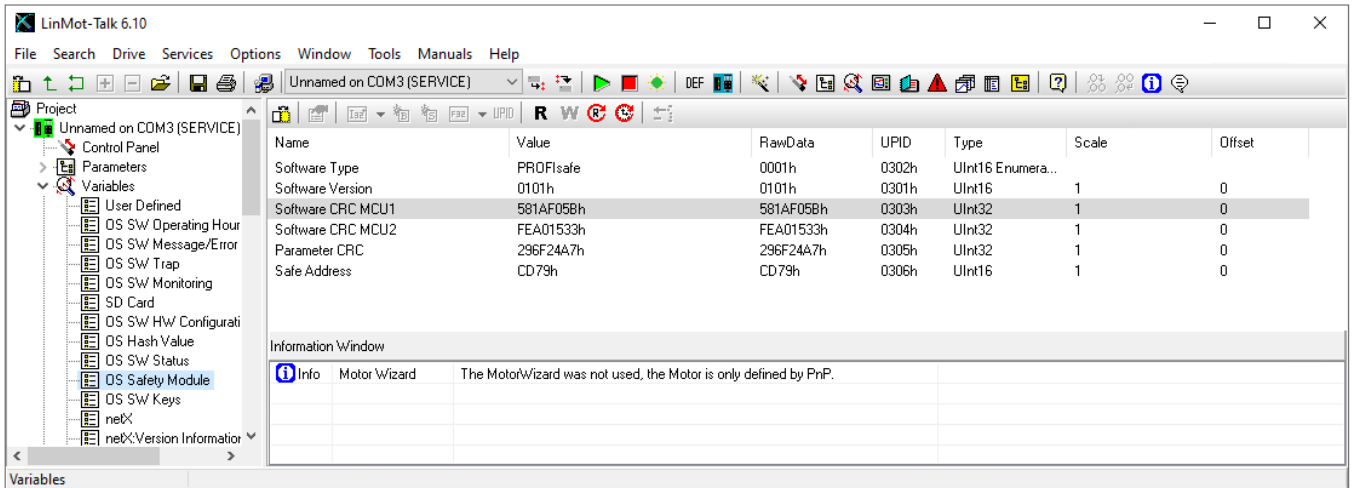 LinMot-Talk 6.10
File Search Drive Services Options Window Tools Manuals Help
Unnamed on COM3 (SERVICE)
DEF
Project
Unnamed on COM3 (SERVICE)
Control Panel
Parameters
Variables
User Defined
OS SW Operating Hour
OS SW Message/Error
OS SW Trap
OS SW Monitoring
SD Card
OS SW HW Configurati
OS Hash Value
OS SW Status
OS Safety Module
OS SW Keys
netX
netX:Version Information
UPID R W
Name Value RawData UPID Type Scale Offset
Software Type PROFIsafe 0001h 0302h UInt16 Enumera...
Software Version 0101h 0101h 0301h UInt16 1 0
Software CRC MCU1 581AF05Bh 581AF05Bh 0303h UInt32 1 0
Software CRC MCU2 FEA01533h FEA01533h 0304h UInt32 1 0
Parameter CRC 296F24A7h 296F24A7h 0305h UInt32 1 0
Safe Address CD79h CD79h 0306h UInt16 1 0
Information Window
Info Motor Wizard The MotorWizard was not used, the Motor is only defined by PnP.
Variables